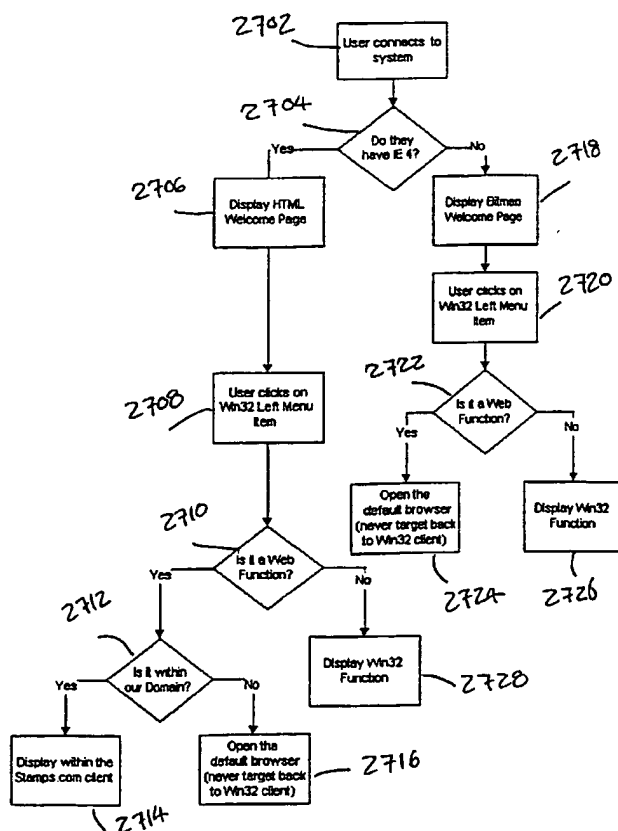 2702
User connects to
system
2704
Do they
have IE 4?
Yes
No
2706
Display HTML
Welcome Page
2718
Display Bitmap
Welcome Page
User clicks on
Win32 Left Menu
Item
2720
2708
User clicks on
Win32 Left Menu
Item
2722
Is it a Web
Function?
Yes
No
Open the
default browser
(never target back
to Win32 client)
2724
Display Win32
Function
2726
2710
Is it a Web
Function?
Yes
No
2712
Is it within
our Domain?
Yes
No
Display Win32
Function
2728
Display within the
Stamps.com client
2714
Open the
default browser
(never target back
to Win32 client)
2716